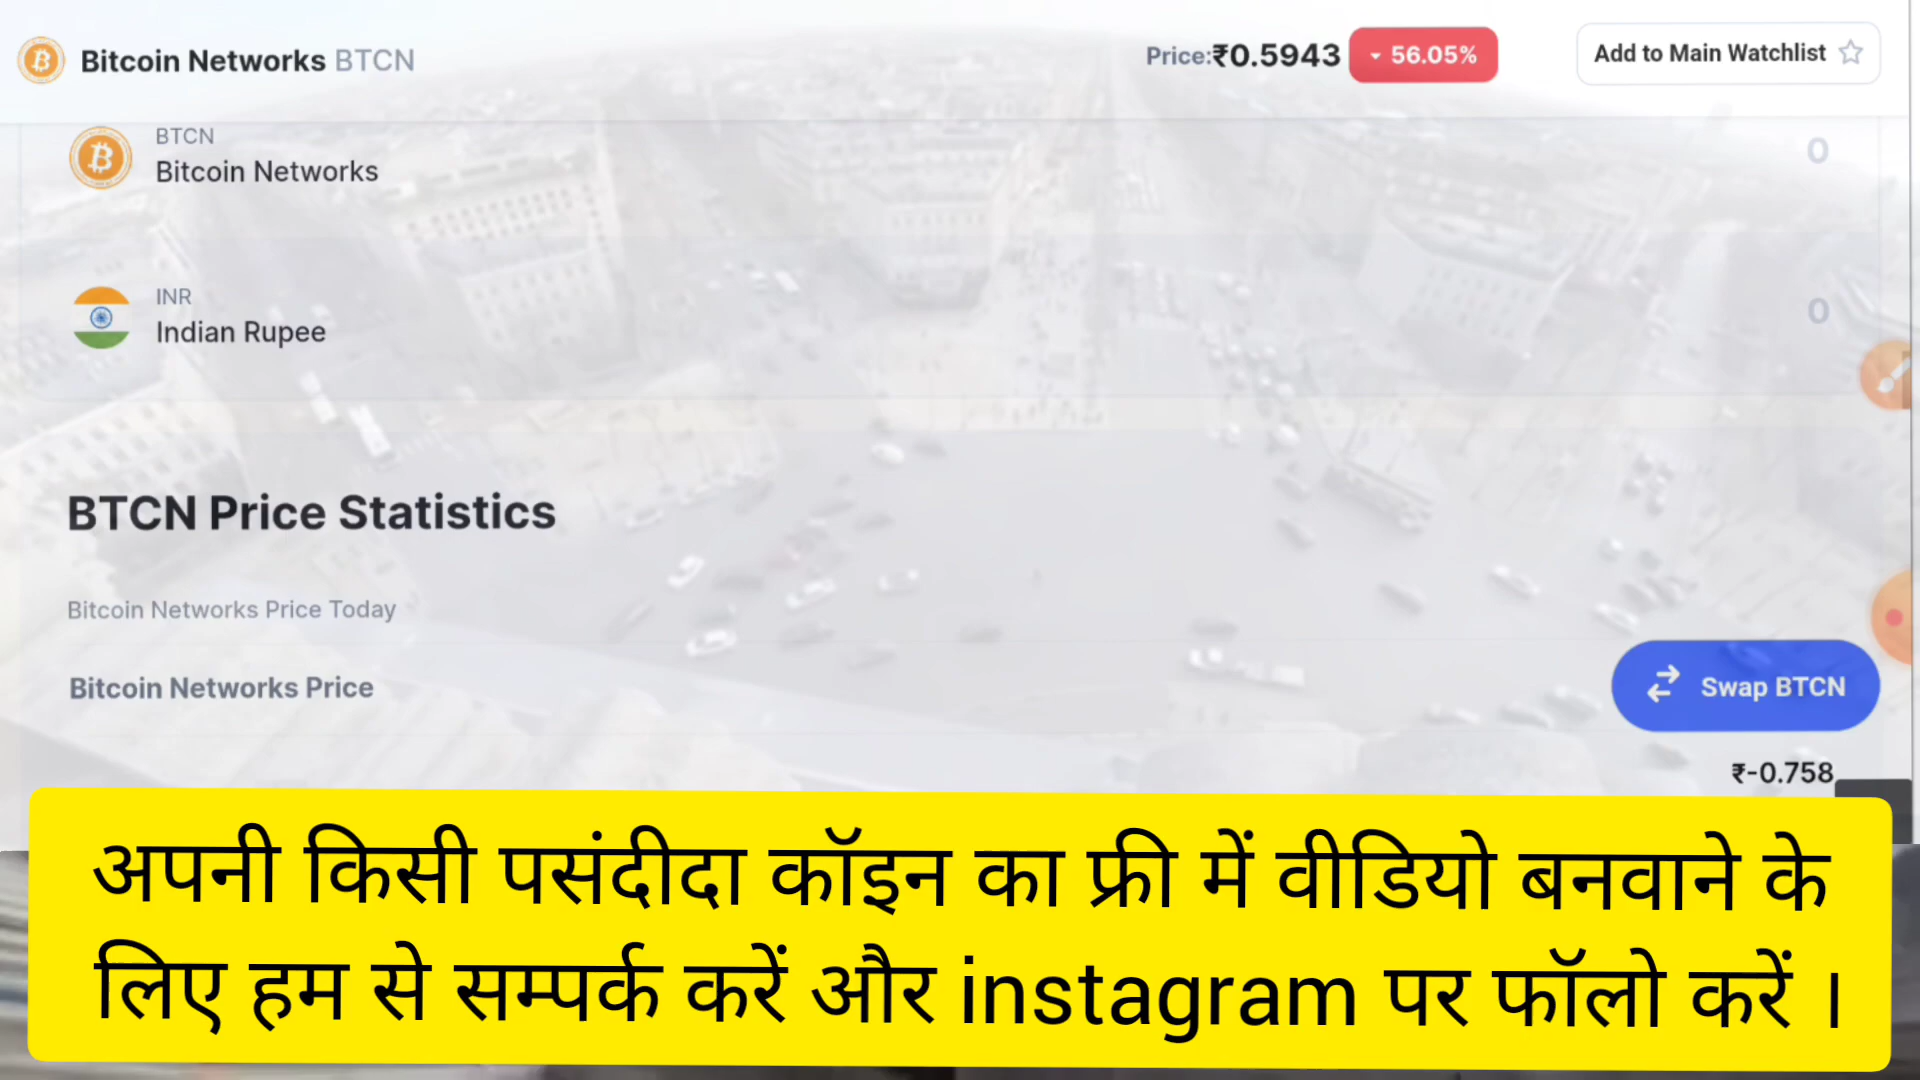 Bitcoin Networks BTCN
Price:₹0.5943 56.05%
Add to Main Watchlist
BTCN
Bitcoin Networks
0
INR
Indian Rupee
0
BTCN Price Statistics
Bitcoin Networks Price Today
Bitcoin Networks Price
Swap BTCN
₹-0.758
अपनी किसी पसंदीदा कॉइन का फ्री में वीडियो बनवाने के
लिए हम से सम्पर्क करें और instagram पर फॉलो करें ।